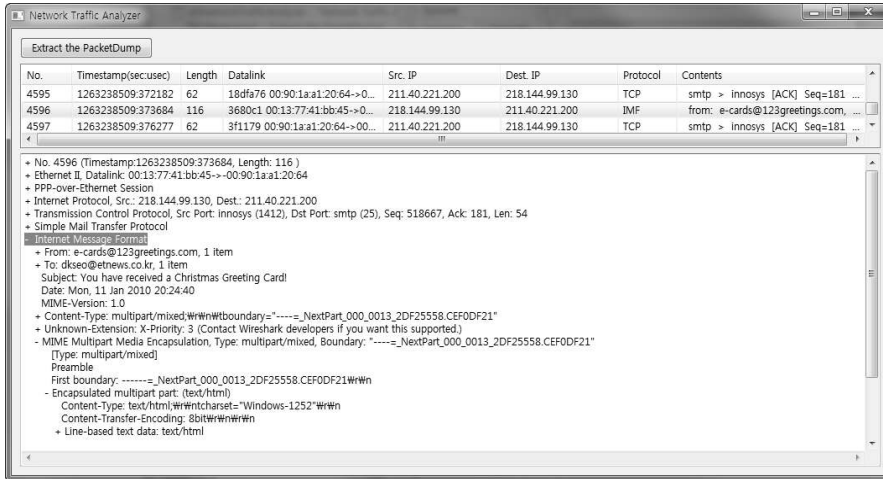 Network Traffic Analyzer
Extract the PacketDump
No. Timestamp(sec:usec) Length Datalink Src. IP Dest. IP Protocol Contents
4595 1263238509:372182 62 18dfa76 00:90:1a:a1:20:64->0... 211.40.221.200 218.144.99.130 TCP smtp > innosys [ACK] Seq=181 ...
4596 1263238509:373684 116 3680c1 00:13:77:41:bb:45->0... 218.144.99.130 211.40.221.200 IMF from: e-cards@123greetings.com, ...
4597 1263238509:376277 62 3f1179 00:90:1a:a1:20:64->00... 211.40.221.200 218.144.99.130 TCP smtp > innosys [ACK] Seq=181 ...
+ No. 4596 (Timestamp:1263238509:373684, Length: 116 )
+ Ethernet II, Datalink: 00:13:77:41:bb:45->-00:90:1a:a1:20:64
+ PPP-over-Ethernet Session
+ Internet Protocol, Src.: 218.144.99.130, Dest.: 211.40.221.200
+ Transmission Control Protocol, Src Port: innosys (1412), Dst Port: smtp (25), Seq: 518667, Ack: 181, Len: 54
+ Simple Mail Transfer Protocol
- Internet Message Format
+ From: e-cards@123greetings.com, 1 item
+ To: dkseo@etnews.co.kr, 1 item
Subject: You have received a Christmas Greeting Card!
Date: Mon, 11 Jan 2010 20:24:40
MIME-Version: 1.0
+ Content-Type: multipart/mixed;₩r₩n₩tboundary="----=_NextPart_000_0013_2DF25558.CEF0DF21"
+ Unknown-Extension: X-Priority: 3 (Contact Wireshark developers if you want this supported.)
- MIME Multipart Media Encapsulation, Type: multipart/mixed, Boundary: "----=_NextPart_000_0013_2DF25558.CEF0DF21"
[Type: multipart/mixed]
Preamble
First boundary: ------=_NextPart_000_0013_2DF25558.CEF0DF21₩r₩n
- Encapsulated multipart part: (text/html)
Content-Type: text/html;₩r₩ntcharset="Windows-1252"₩r₩n
Content-Transfer-Encoding: 8bit₩r₩n₩r₩n
+ Line-based text data: text/html